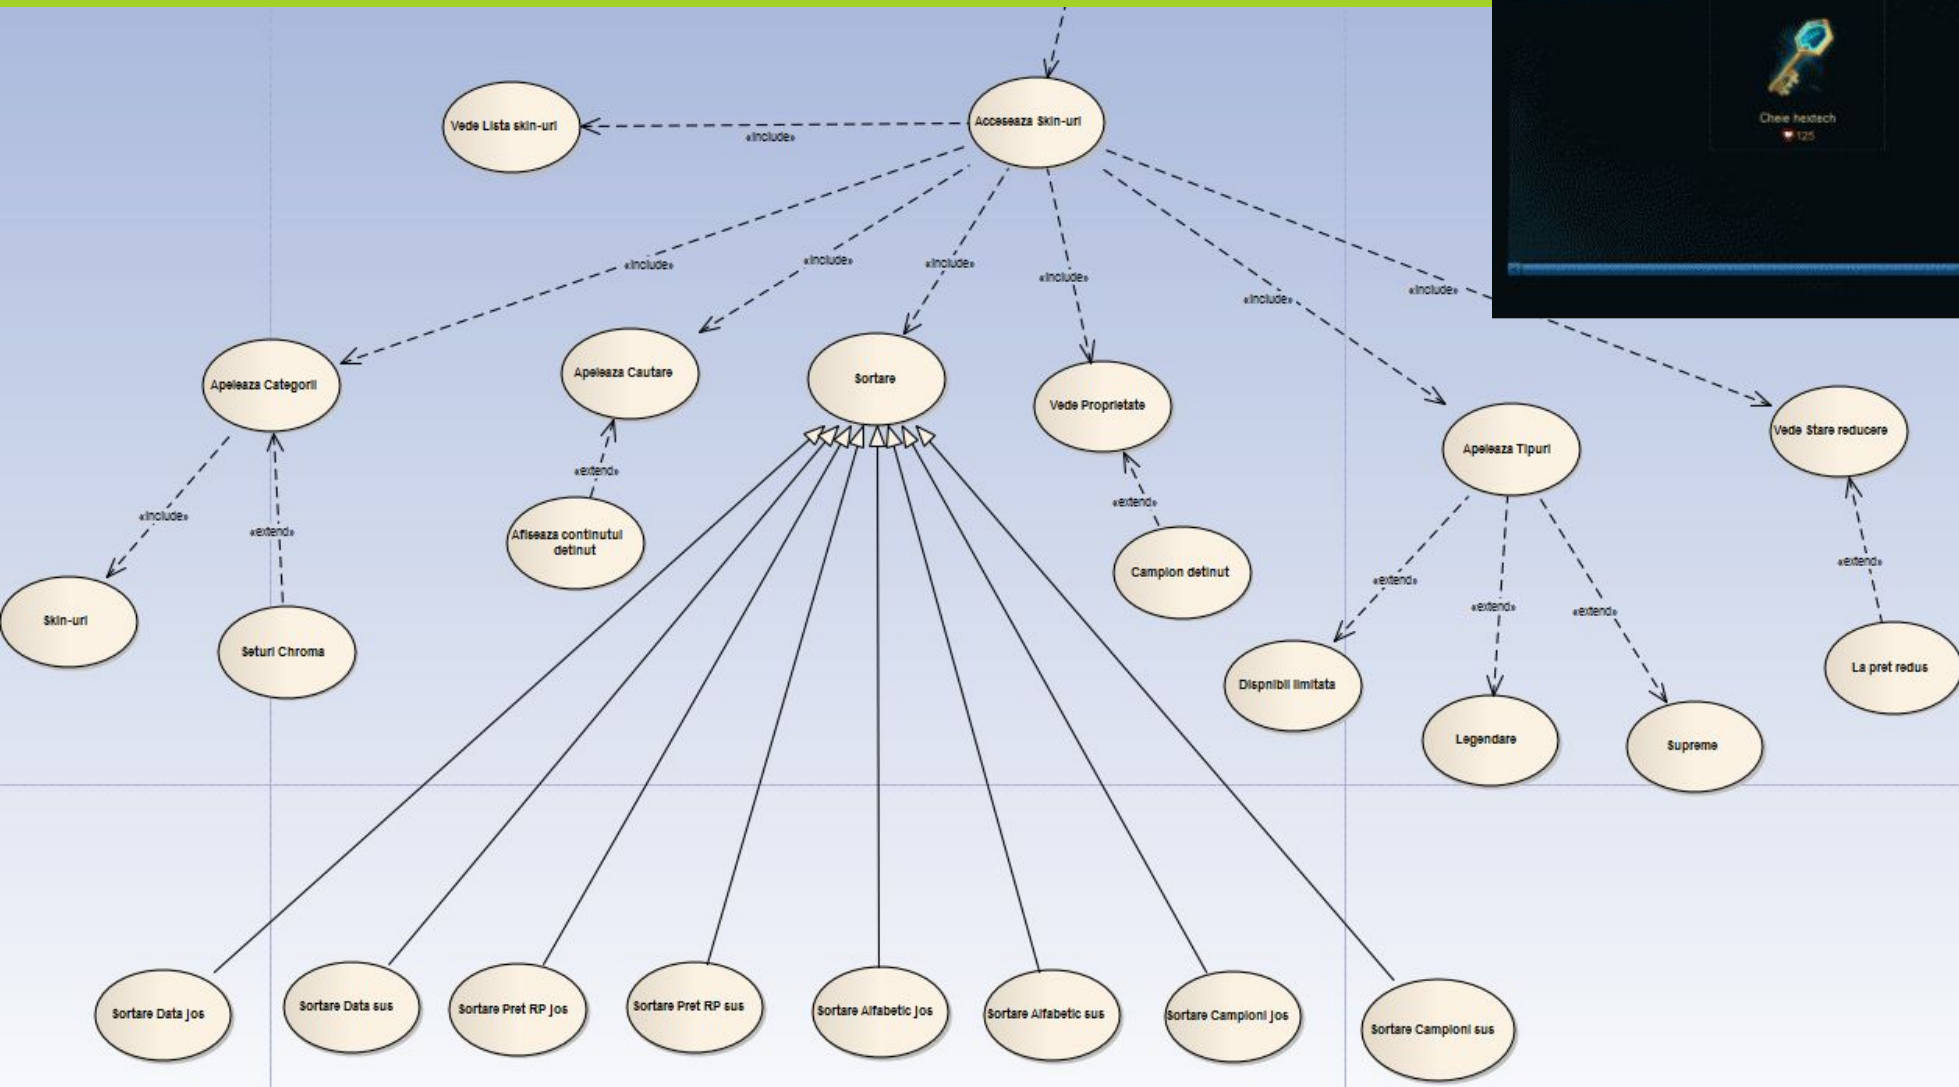 Cheie hextech
125
Vede Lista skin-uri
Acceseaza Skin-uri
«include»
«include»
«include»
«include»
«include»
«include»
«include»
Apeleaza Categorii
Apeleaza Cautare
Sortare
Vede Proprietate
Apeleaza Tipuri
Vede Stare reducere
«include»
«extend»
«extend»
«extend»
«extend»
«extend»
«extend»
«extend»
Skin-uri
Seturi Chroma
Afiseaza continutul
detinut
Campion detinut
Dispnibil limitata
Legendare
Supreme
La pret redus
Sortare Data jos
Sortare Data sus
Sortare Pret RP jos
Sortare Pret RP sus
Sortare Alfabetic jos
Sortare Alfabetic sus
Sortare Campioni jos
Sortare Campioni sus